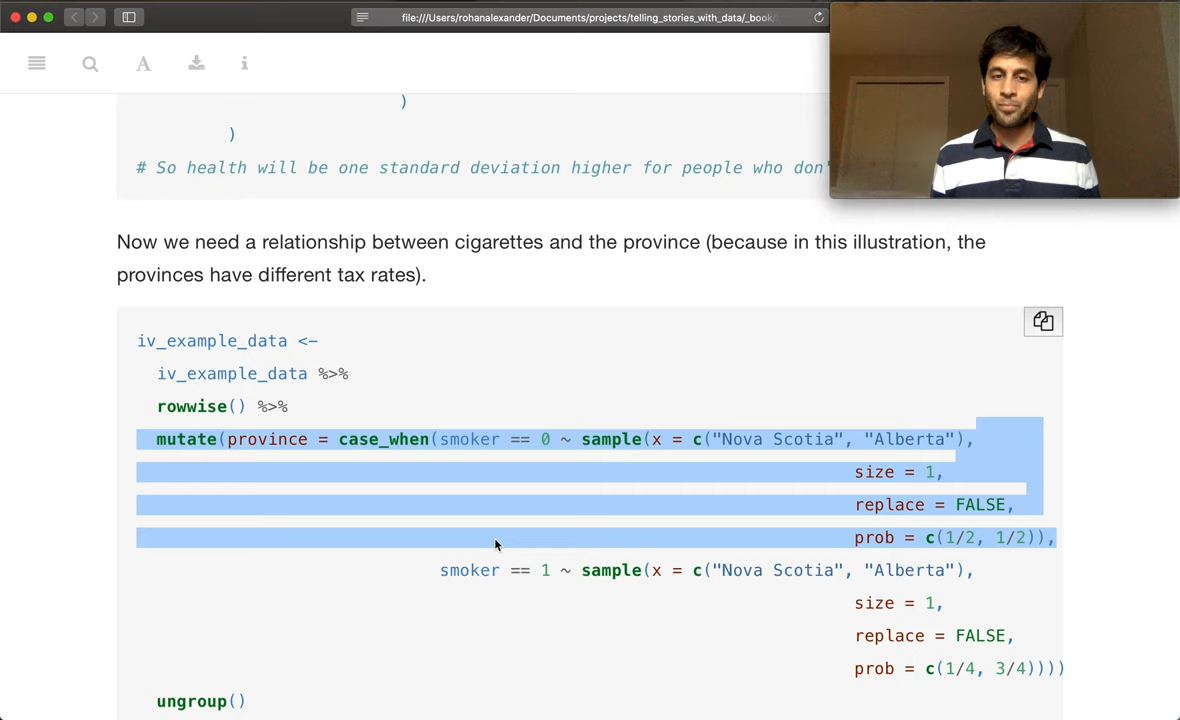 file:///Users/rohanalexander/Documents/projects/telling_stories_with_data/_book/
A
i
)
)
# So health will be one standard deviation higher for people who don'
Now we need a relationship between cigarettes and the province (because in this illustration, the
provinces have different tax rates).
iv_example_data <-
iv_example_data %>%
rowwise() %>%
mutate(province = case_when(smoker == 0 ~ sample(x = c("Nova Scotia", "Alberta"),
size = 1,
replace = FALSE,
prob = c(1/2, 1/2)),
smoker == 1 ~ sample(x = c("Nova Scotia", "Alberta"),
size = 1,
replace = FALSE,
prob = c(1/4, 3/4))))
ungroup()